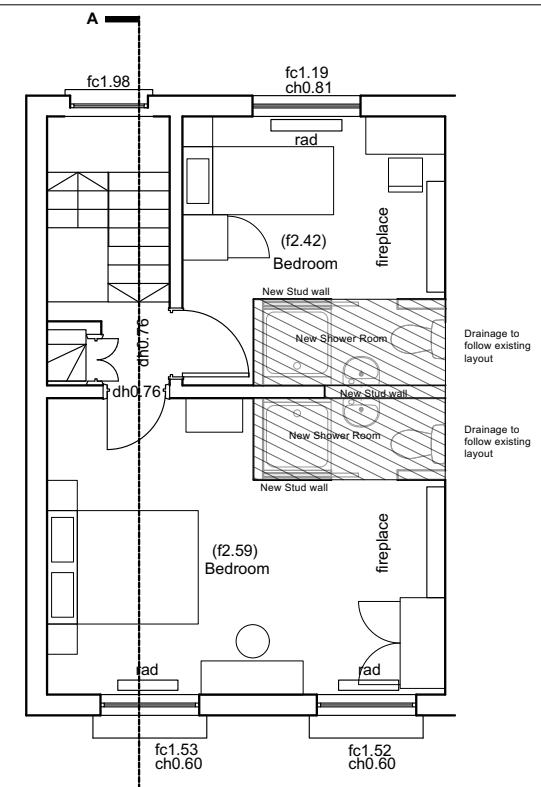 A
fc1.98
fc1.19
ch0.81
rad
(f2.42)
Bedroom
fireplace
New Stud wall
New Shower Room
Drainage to
follow existing
layout
dh0.76
dh0.76
New Stud wall
New Shower Room
Drainage to
follow existing
layout
New Stud wall
(f2.59)
Bedroom
fireplace
rad
rad
fc1.53
ch0.60
fc1.52
ch0.60